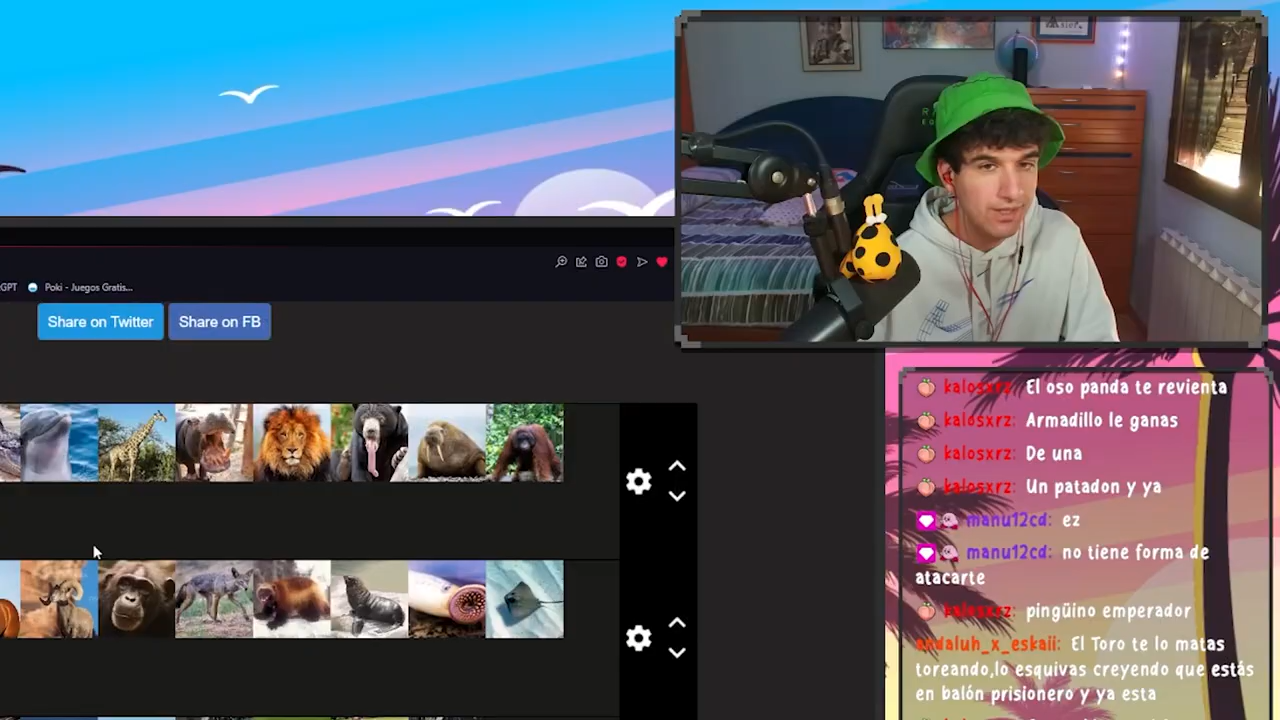 Asier
GPT
Poki - Juegos Gratis...
Share on Twitter
Share on FB
kalosxrz: El oso panda te revienta
kalosxrz: Armadillo le ganas
kalosxrz: De una
kalosxrz: Un patadon y ya
manu12cd: ez
manu12cd: no tiene forma de
atacarte
kalosxrz: pingüino emperador
andaluh_x_eskaii: El Toro te lo matas
toreando,lo esquivas creyendo que estás
en balón prisionero y ya esta